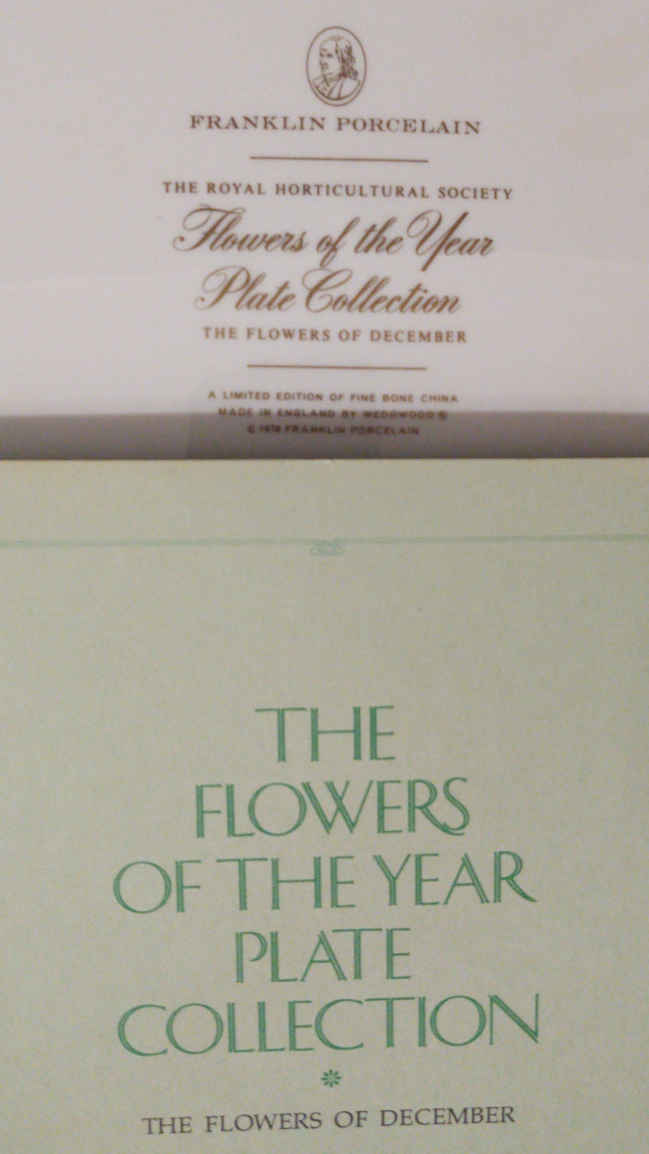 FRANKLIN PORCELAIN
THE ROYAL HORTICULTURAL SOCIETY
Flowers of the Year
Plate Collection
THE FLOWERS OF DECEMBER
A LIMITED EDITION OF FINE BONE CHINA
MADE IN ENGLAND BY WEDGWOOD ®
© 1978 FRANKLIN PORCELAIN
THE
FLOWERS
OF THE YEAR
PLATE
COLLECTION
THE FLOWERS OF DECEMBER